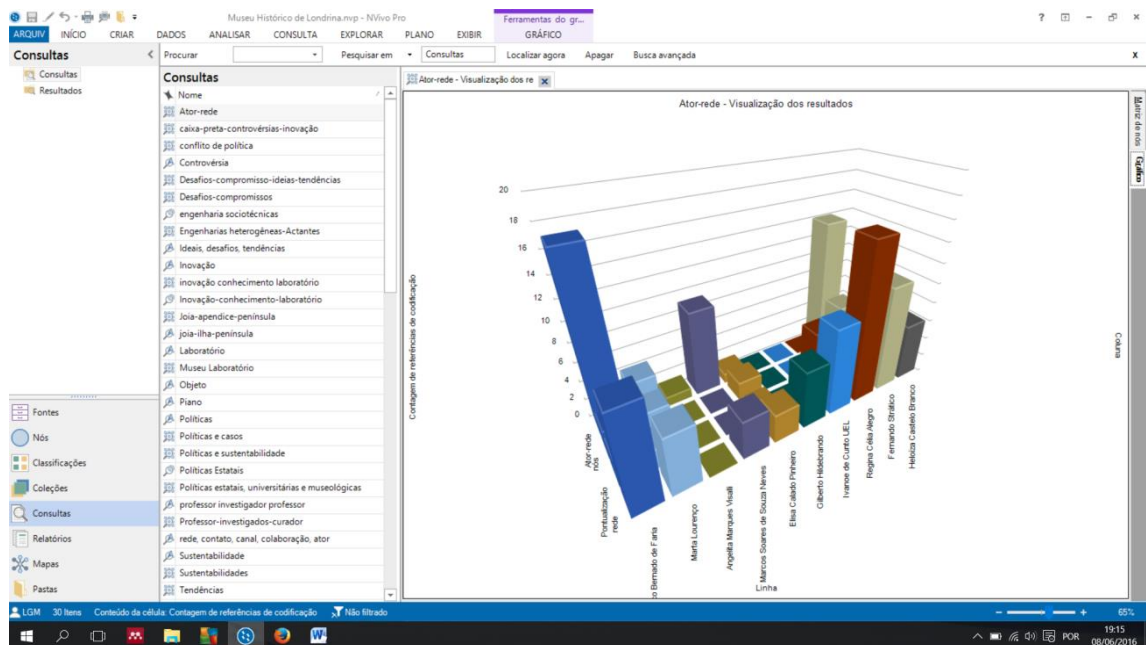 Museu Histórico de Londrina.nvp - NVivo Pro
Ferramentas do gr...
ARQUIV INÍCIO CRIAR DADOS ANALISAR CONSULTA EXPLORAR PLANO EXIBIR GRÁFICO
Consultas
Procurar Pesquisar em Consultas Localizar agora Apagar Busca avançada x
Consultas
Resultados
Consultas
Nome
Ator-rede
caixa-preta-controvérsias-inovação
conflito de política
Controvérsia
Desafios-compromisso-ideias-tendências
Desafios-compromissos
engenharia sociotécnicas
Engenharias heterogêneas-Actantes
Ideais, desafios, tendências
Inovação
inovação conhecimento laboratório
Inovação-conhecimento-laboratório
Joia-apendice-península
joia-ilha-península
Laboratório
Museu Laboratório
Objeto
Piano
Políticas
Políticas e casos
Políticas e sustentabilidade
Políticas Estatais
Políticas estatais, universitárias e museológicas
professor investigador professor
Professor-investigados-curador
rede, contato, canal, colaboração, ator
Sustentabilidade
Sustentabilidades
Tendências
Fontes
Nós
Classificações
Coleções
Consultas
Relatórios
Mapas
Pastas
Ator-rede - Visualização dos re
Ator-rede - Visualização dos resultados
Contagem de referências de codificação
20
18
16
14
12
10
8
6
4
2
0
Ator-rede
nós
Pontualização
rede
o Bernado de Faria
Marta Lourenço
Angelita Marques Visalli
Marcos Soares de Souza Neves
Elisa Calado Pinheiro
Gilberto Hildebrando
Ivanoe de Cunto UEL
Regina Célia Alegro
Fernando Strático
Heloiza Castelo Branco
Linha
Coluna
Matriz de nós
Gráfico
LGM 30 Itens Conteúdo da célula: Contagem de referências de codificação Não filtrado 65%
POR
19:15
08/06/2016